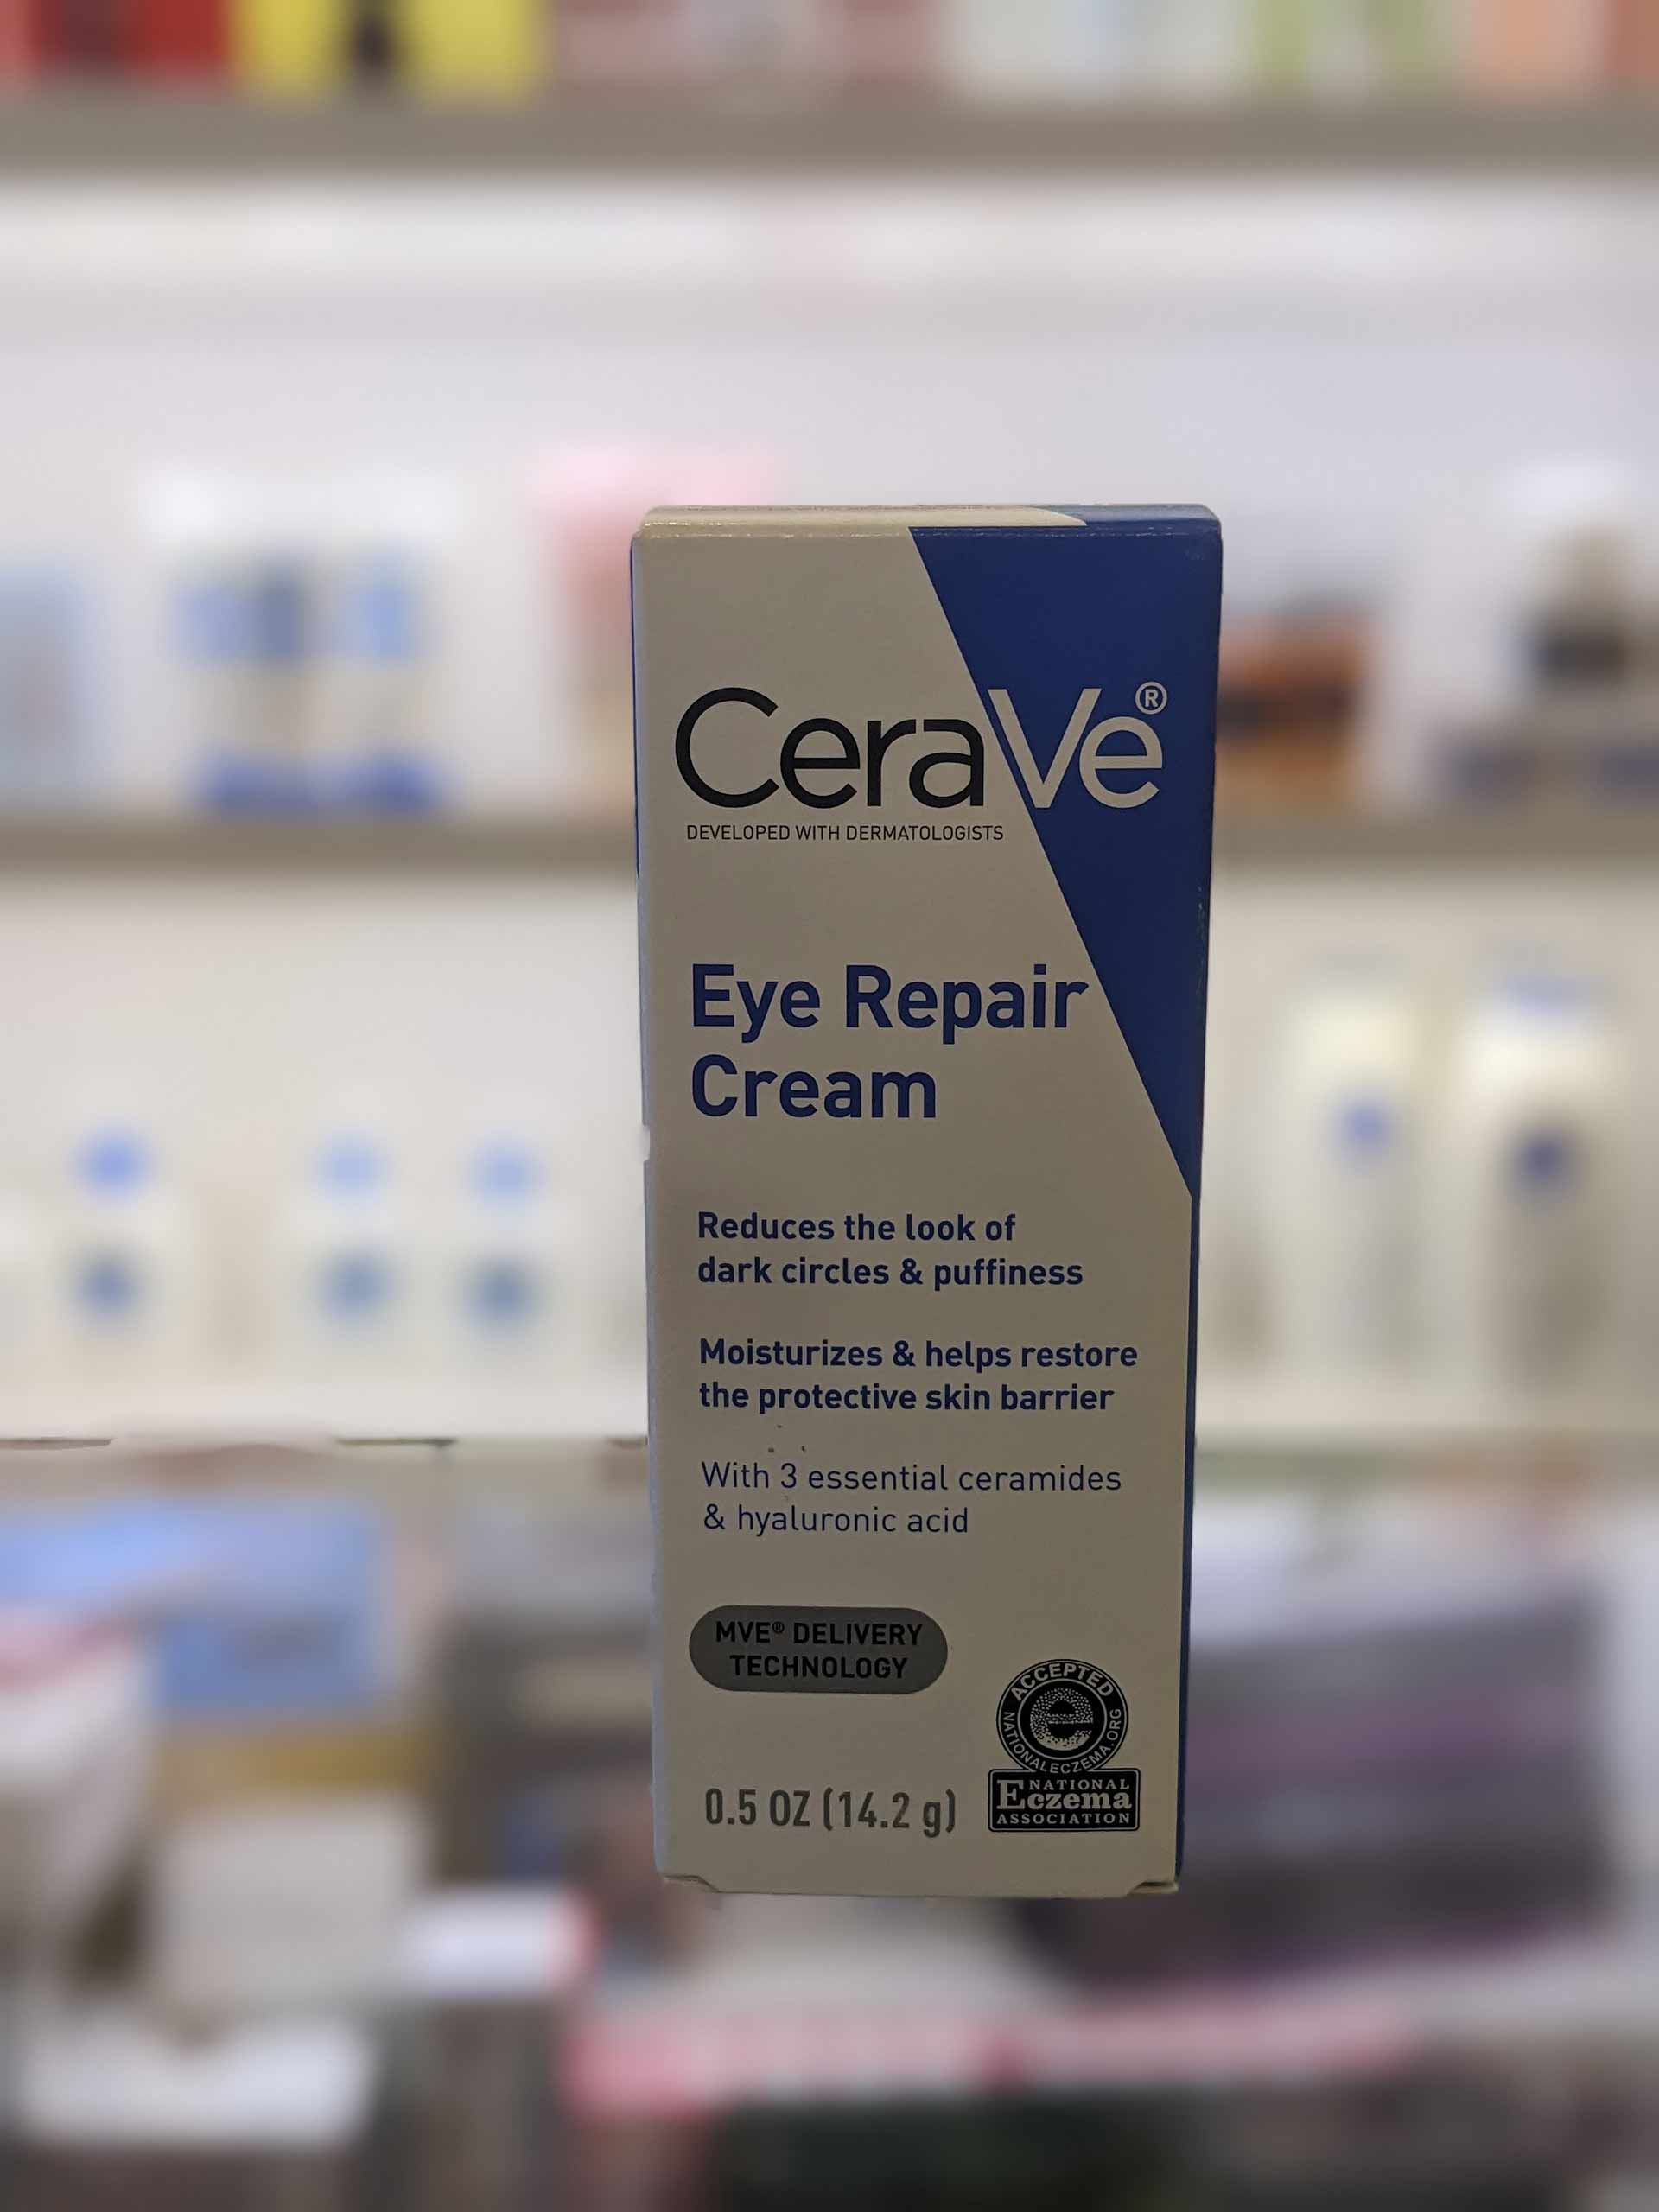 CeraVe®
DEVELOPED WITH DERMATOLOGISTS
Eye Repair
Cream
Reduces the look of
dark circles & puffiness
Moisturizes & helps restore
the protective skin barrier
With 3 essential ceramides
& hyaluronic acid
MVE® DELIVERY
TECHNOLOGY
ACCEPTED
e
NATIONALECZEMA.ORG
NATIONAL
Eczema
ASSOCIATION
0.5 OZ (14.2 g)